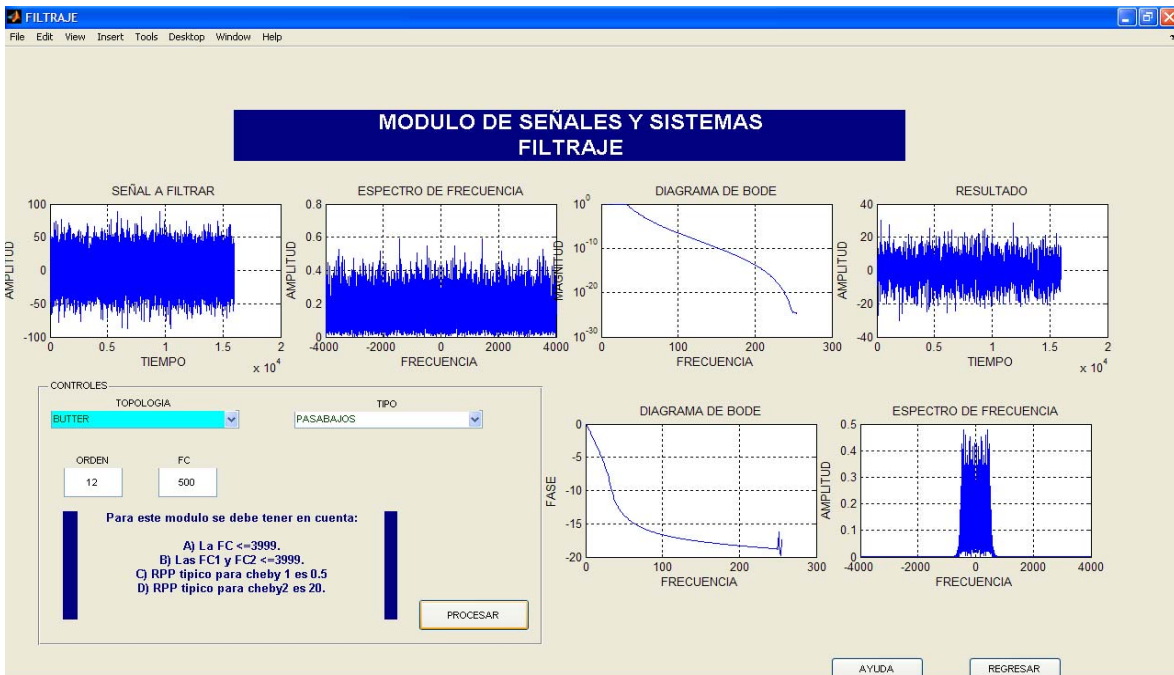 FILTRAJE
File Edit View Insert Tools Desktop Window Help
MODULO DE SEÑALES Y SISTEMAS
FILTRAJE
SEÑAL A FILTRAR
100
50
0
-50
-100
AMPLITUD
0 0.5 1 1.5 2
TIEMPO
x 10^4
ESPECTRO DE FRECUENCIA
0.8
0.6
0.4
0.2
0
AMPLITUD
-4000 -2000 0 2000 4000
FRECUENCIA
DIAGRAMA DE BODE
10^0
10^-10
10^-20
10^-30
MAGNITUD
0 100 200 300
FRECUENCIA
RESULTADO
40
20
0
-20
-40
AMPLITUD
0 0.5 1 1.5 2
TIEMPO
x 10^4
CONTROLES
TOPOLOGIA
TIPO
BUTTER
PASABAJOS
ORDEN
FC
12
500
Para este modulo se debe tener en cuenta:
A) La FC <=3999.
B) Las FC1 y FC2 <=3999.
C) RPP tipico para cheby 1 es 0.5
D) RPP tipico para cheby2 es 20.
PROCESAR
DIAGRAMA DE BODE
0
-5
-10
-15
-20
FASE
0 100 200 300
FRECUENCIA
ESPECTRO DE FRECUENCIA
0.5
0.4
0.3
0.2
0.1
0
AMPLITUD
-4000 -2000 0 2000 4000
FRECUENCIA
AYUDA
REGRESAR